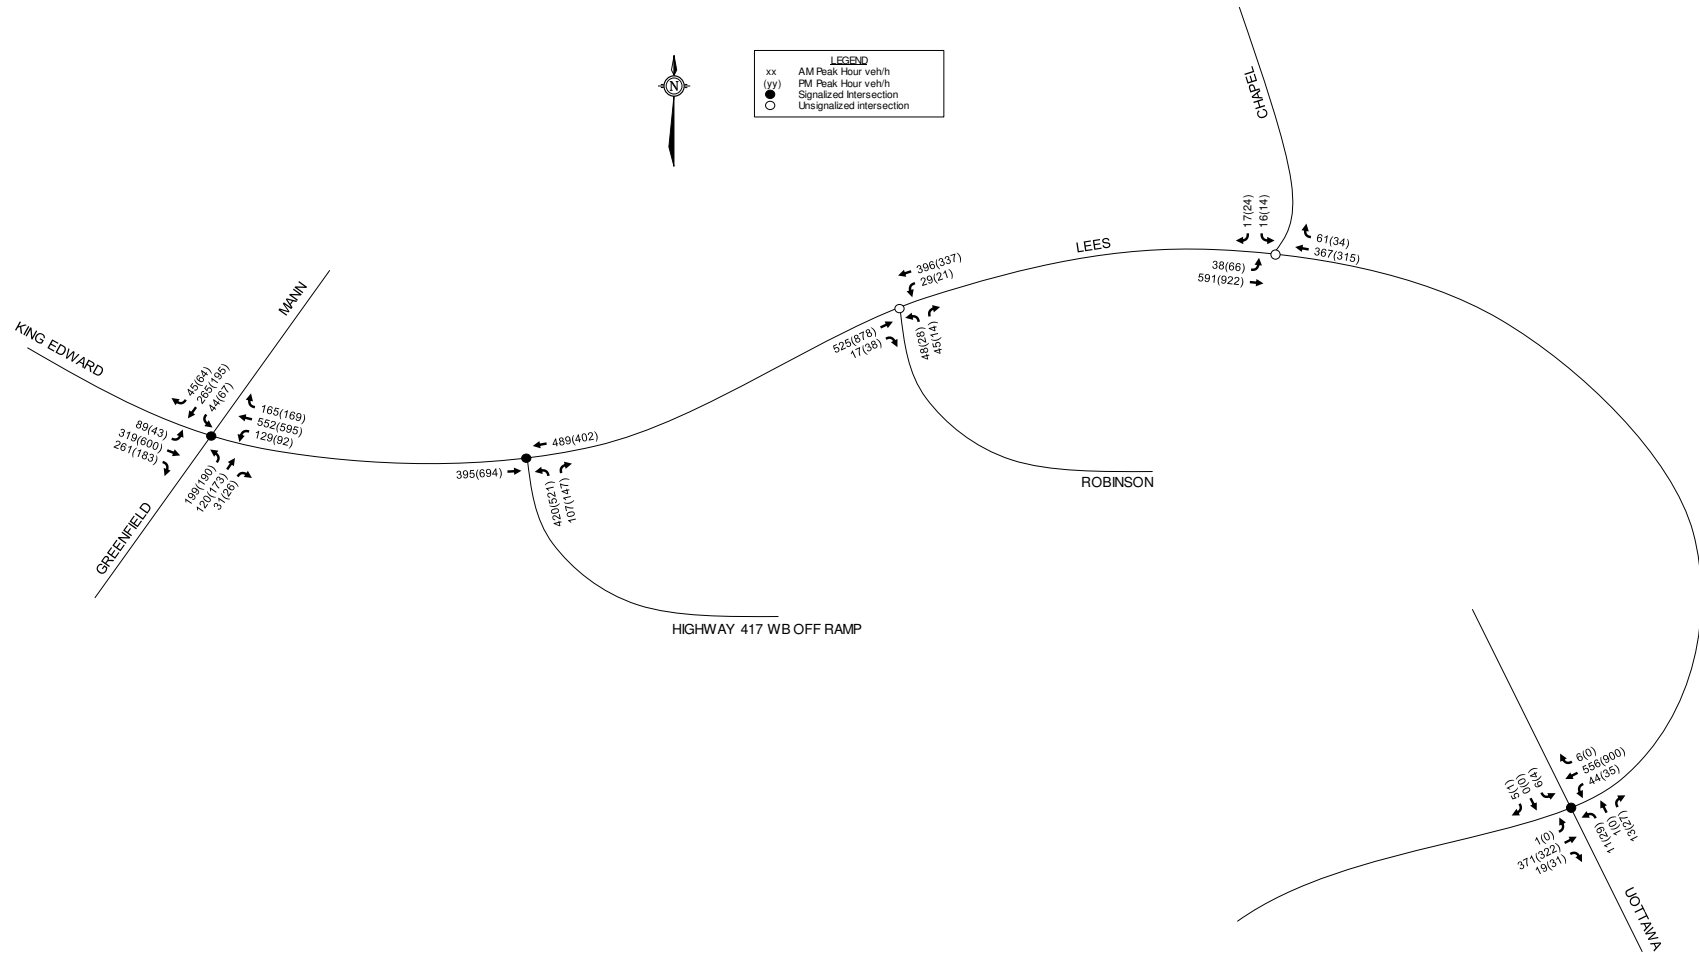 LEGEND
xx AM Peak Hour veh/h
(yy) PM Peak Hour veh/h
Signalized Intersection
Unsignalized intersection
N
CHAPEL
17(24)
16(14)
61(34)
367(315)
38(66)
591(922)
LEES
396(337)
29(21)
525(878)
17(38)
48(28)
45(14)
ROBINSON
MANN
KING EDWARD
45(64)
265(195)
44(67)
165(169)
552(595)
129(92)
89(43)
319(600)
261(183)
199(190)
120(173)
31(26)
GREENFIELD
489(402)
395(694)
420(521)
107(147)
HIGHWAY 417 WB OFF RAMP
5(1)
0(0)
6(4)
6(0)
556(900)
44(35)
1(0)
371(322)
19(31)
11(29)
1(0)
13(27)
UOTTAWA